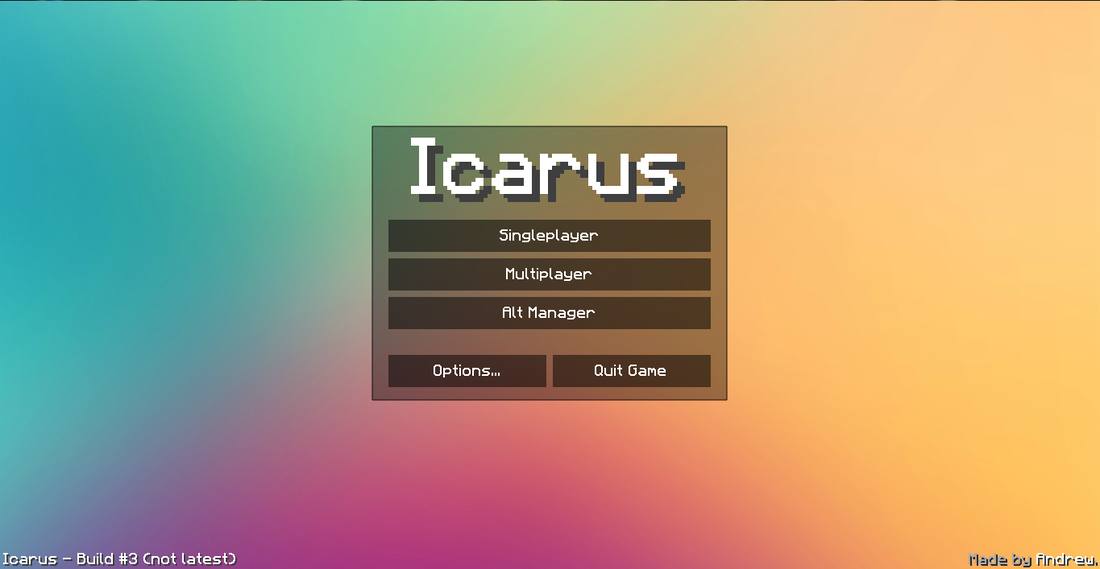 Icarus
Singleplayer
Multiplayer
Alt Manager
Options...
Quit Game
Icarus - Build #3 (not latest)
Made by Andrew.